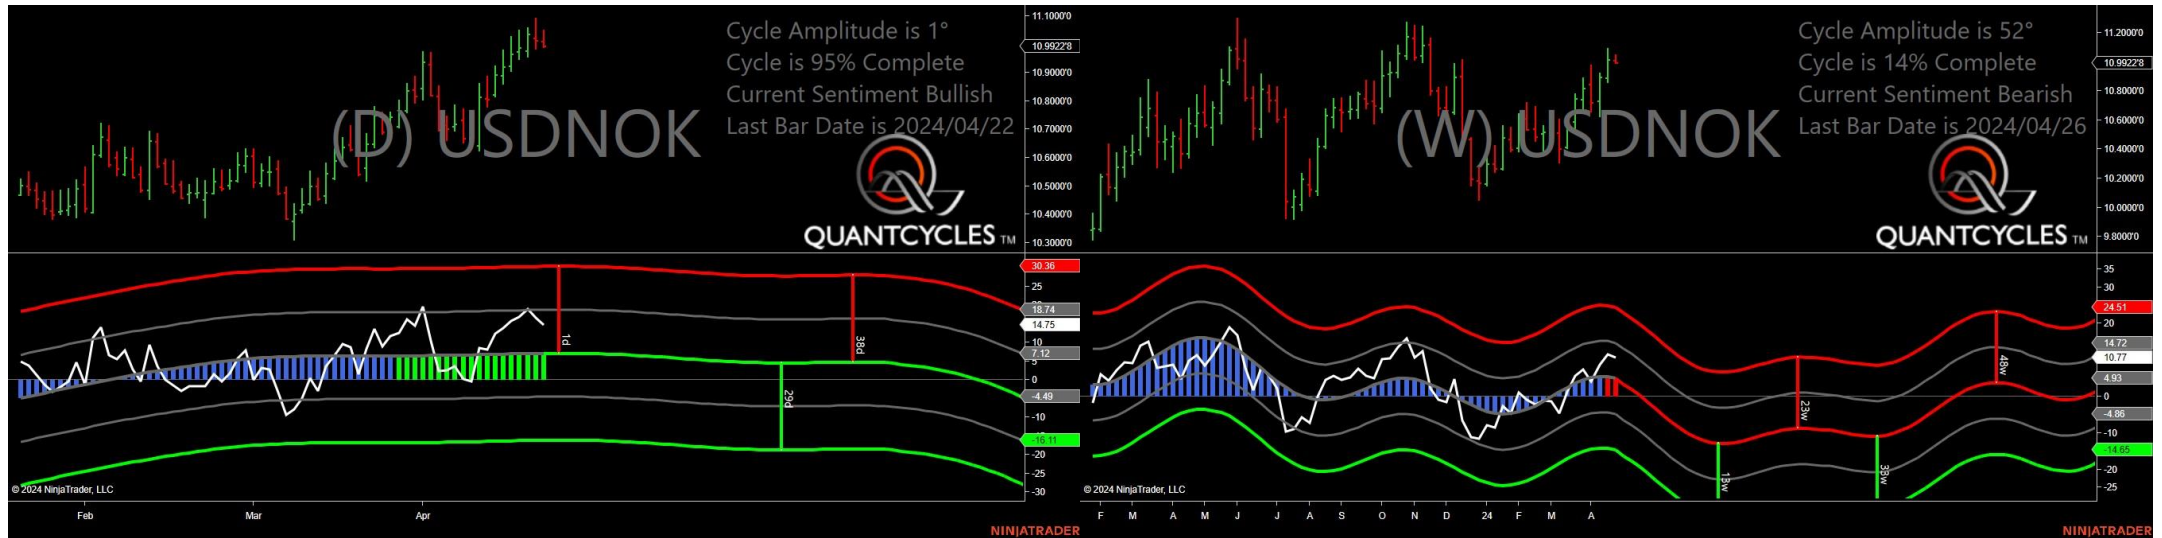 Cycle Amplitude is 1°
Cycle is 95% Complete
Current Sentiment Bullish
Last Bar Date is 2024/04/22
(D) USDNOK
QUANTCYCLES TM
11.1000'0
10.9922'8
10.9000'0
10.8000'0
10.7000'0
10.6000'0
10.5000'0
10.4000'0
10.3000'0
30.36
25
18.74
14.75
10
7.12
5
0
-4.49
-10
-16.11
-20
-25
-30
1d
38d
29d
© 2024 NinjaTrader, LLC
Feb Mar Apr
NINJATRADER
Cycle Amplitude is 52°
Cycle is 14% Complete
Current Sentiment Bearish
Last Bar Date is 2024/04/26
(W) USDNOK
QUANTCYCLES TM
11.2000'0
10.9922'8
10.8000'0
10.6000'0
10.4000'0
10.2000'0
10.0000'0
9.8000'0
35
30
24.51
20
14.72
10.77
4.93
0
-4.86
-10
-14.65
-20
-25
48w
23w
13w
33w
© 2024 NinjaTrader, LLC
F M A M J J A S O N D 24 F M A
NINJATRADER